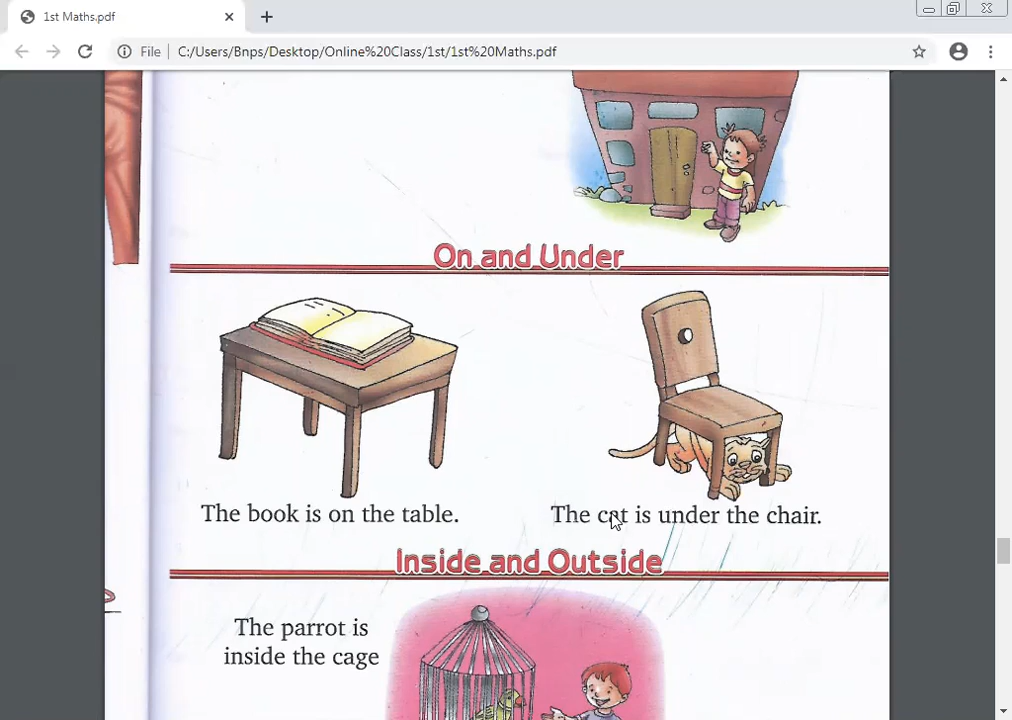 1st Maths.pdf
File C:/Users/Bnps/Desktop/Online%20Class/1st/1st%20Maths.pdf
On and Under
The book is on the table.
The cat is under the chair.
Inside and Outside
The parrot is
inside the cage